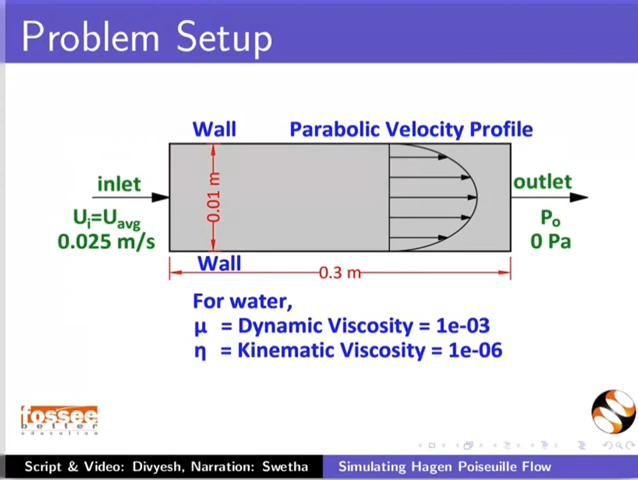 Problem Setup
Wall
Parabolic Velocity Profile
inlet
0.01 m
outlet
Ui=Uavg
0.025 m/s
Po
0 Pa
Wall
0.3 m
For water,
μ = Dynamic Viscosity = 1e-03
η = Kinematic Viscosity = 1e-06
fossee
better
education
Script & Video: Divyesh, Narration: Swetha
Simulating Hagen Poiseuille Flow